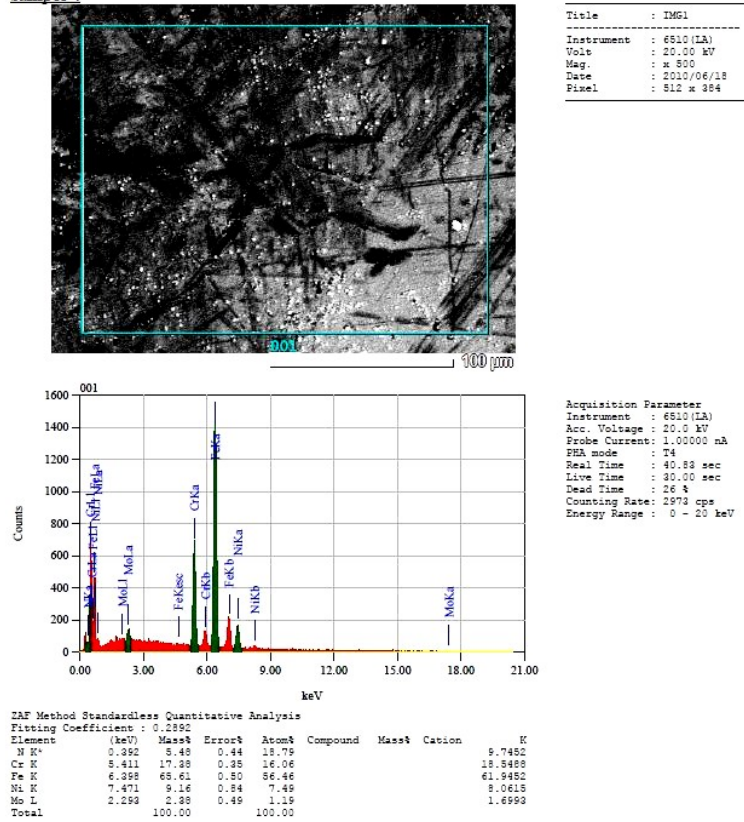 Title : IMG1
Instrument : 6510(LA)
Volt : 20.00 kV
Mag. : x 500
Date : 2010/06/18
Pixel : 512 x 384
001
100 µm
001
1600
1400
1200
1000
800
600
400
200
0
Counts
NKa
MoLl
MoLa
FeKesc
CrKa
CrKb
FeKa
FeKb
NiKa
NiKb
MoKa
0.00 3.00 6.00 9.00 12.00 15.00 18.00 21.00
keV
Acquisition Parameter
Instrument : 6510(LA)
Acc. Voltage : 20.0 kV
Probe Current: 1.00000 nA
PHA mode : T4
Real Time : 40.83 sec
Live Time : 30.00 sec
Dead Time : 26 %
Counting Rate: 2973 cps
Energy Range : 0 - 20 keV
ZAF Method Standardless Quantitative Analysis
Fitting Coefficient : 0.2892
Element (keV) Mass% Error% Atom% Compound Mass% Cation K
N K* 0.392 5.48 0.44 18.79 9.7452
Cr K 5.411 17.38 0.35 16.06 18.5488
Fe K 6.398 65.61 0.50 56.46 61.9452
Ni K 7.471 9.16 0.84 7.49 8.0615
Mo L 2.293 2.38 0.49 1.19 1.6993
Total 100.00 100.00